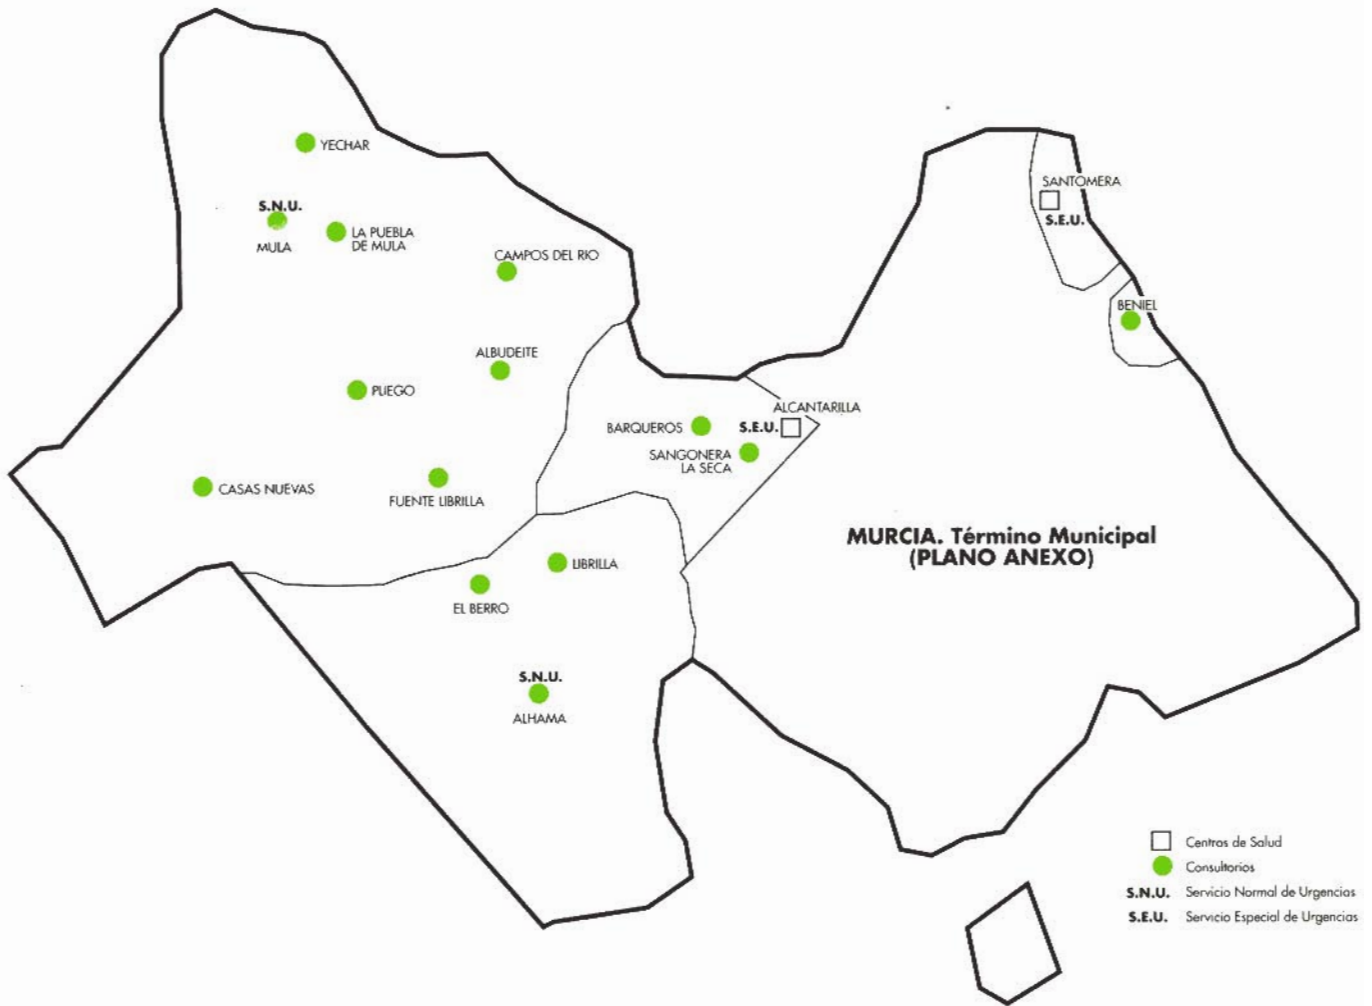 YECHAR
S.N.U.
MULA
LA PUEBLA
DE MULA
CAMPOS DEL RIO
ALBUDEITE
PLIEGO
CASAS NUEVAS
FUENTE LIBRILLA
BARQUEROS
SANGONERA
LA SECA
S.E.U.
ALCANTARILLA
SANTOMERA
S.E.U.
BENIEL
MURCIA. Término Municipal
(PLANO ANEXO)
LIBRILLA
EL BERRO
S.N.U.
ALHAMA
Centros de Salud
Consultorios
S.N.U. Servicio Normal de Urgencias
S.E.U. Servicio Especial de Urgencias